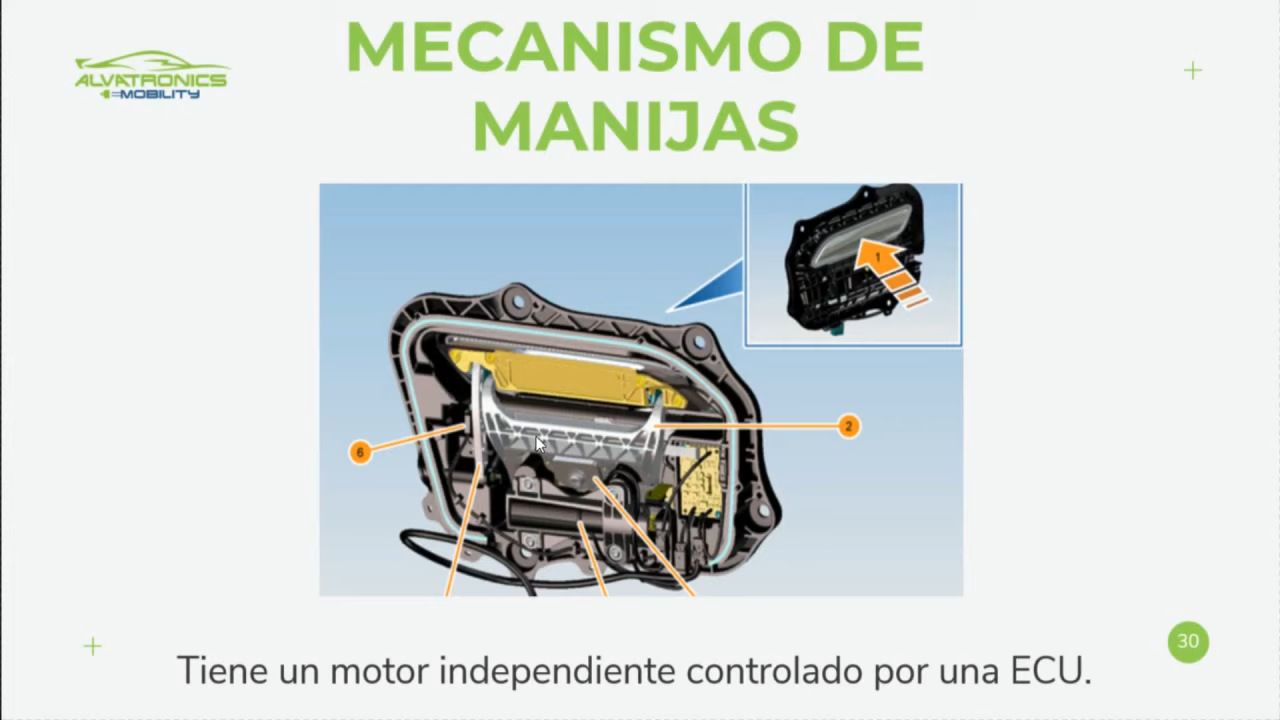 MECANISMO DE
MANIJAS
ALVATRONICS
MOBILITY
1
2
6
30
Tiene un motor independiente controlado por una ECU.